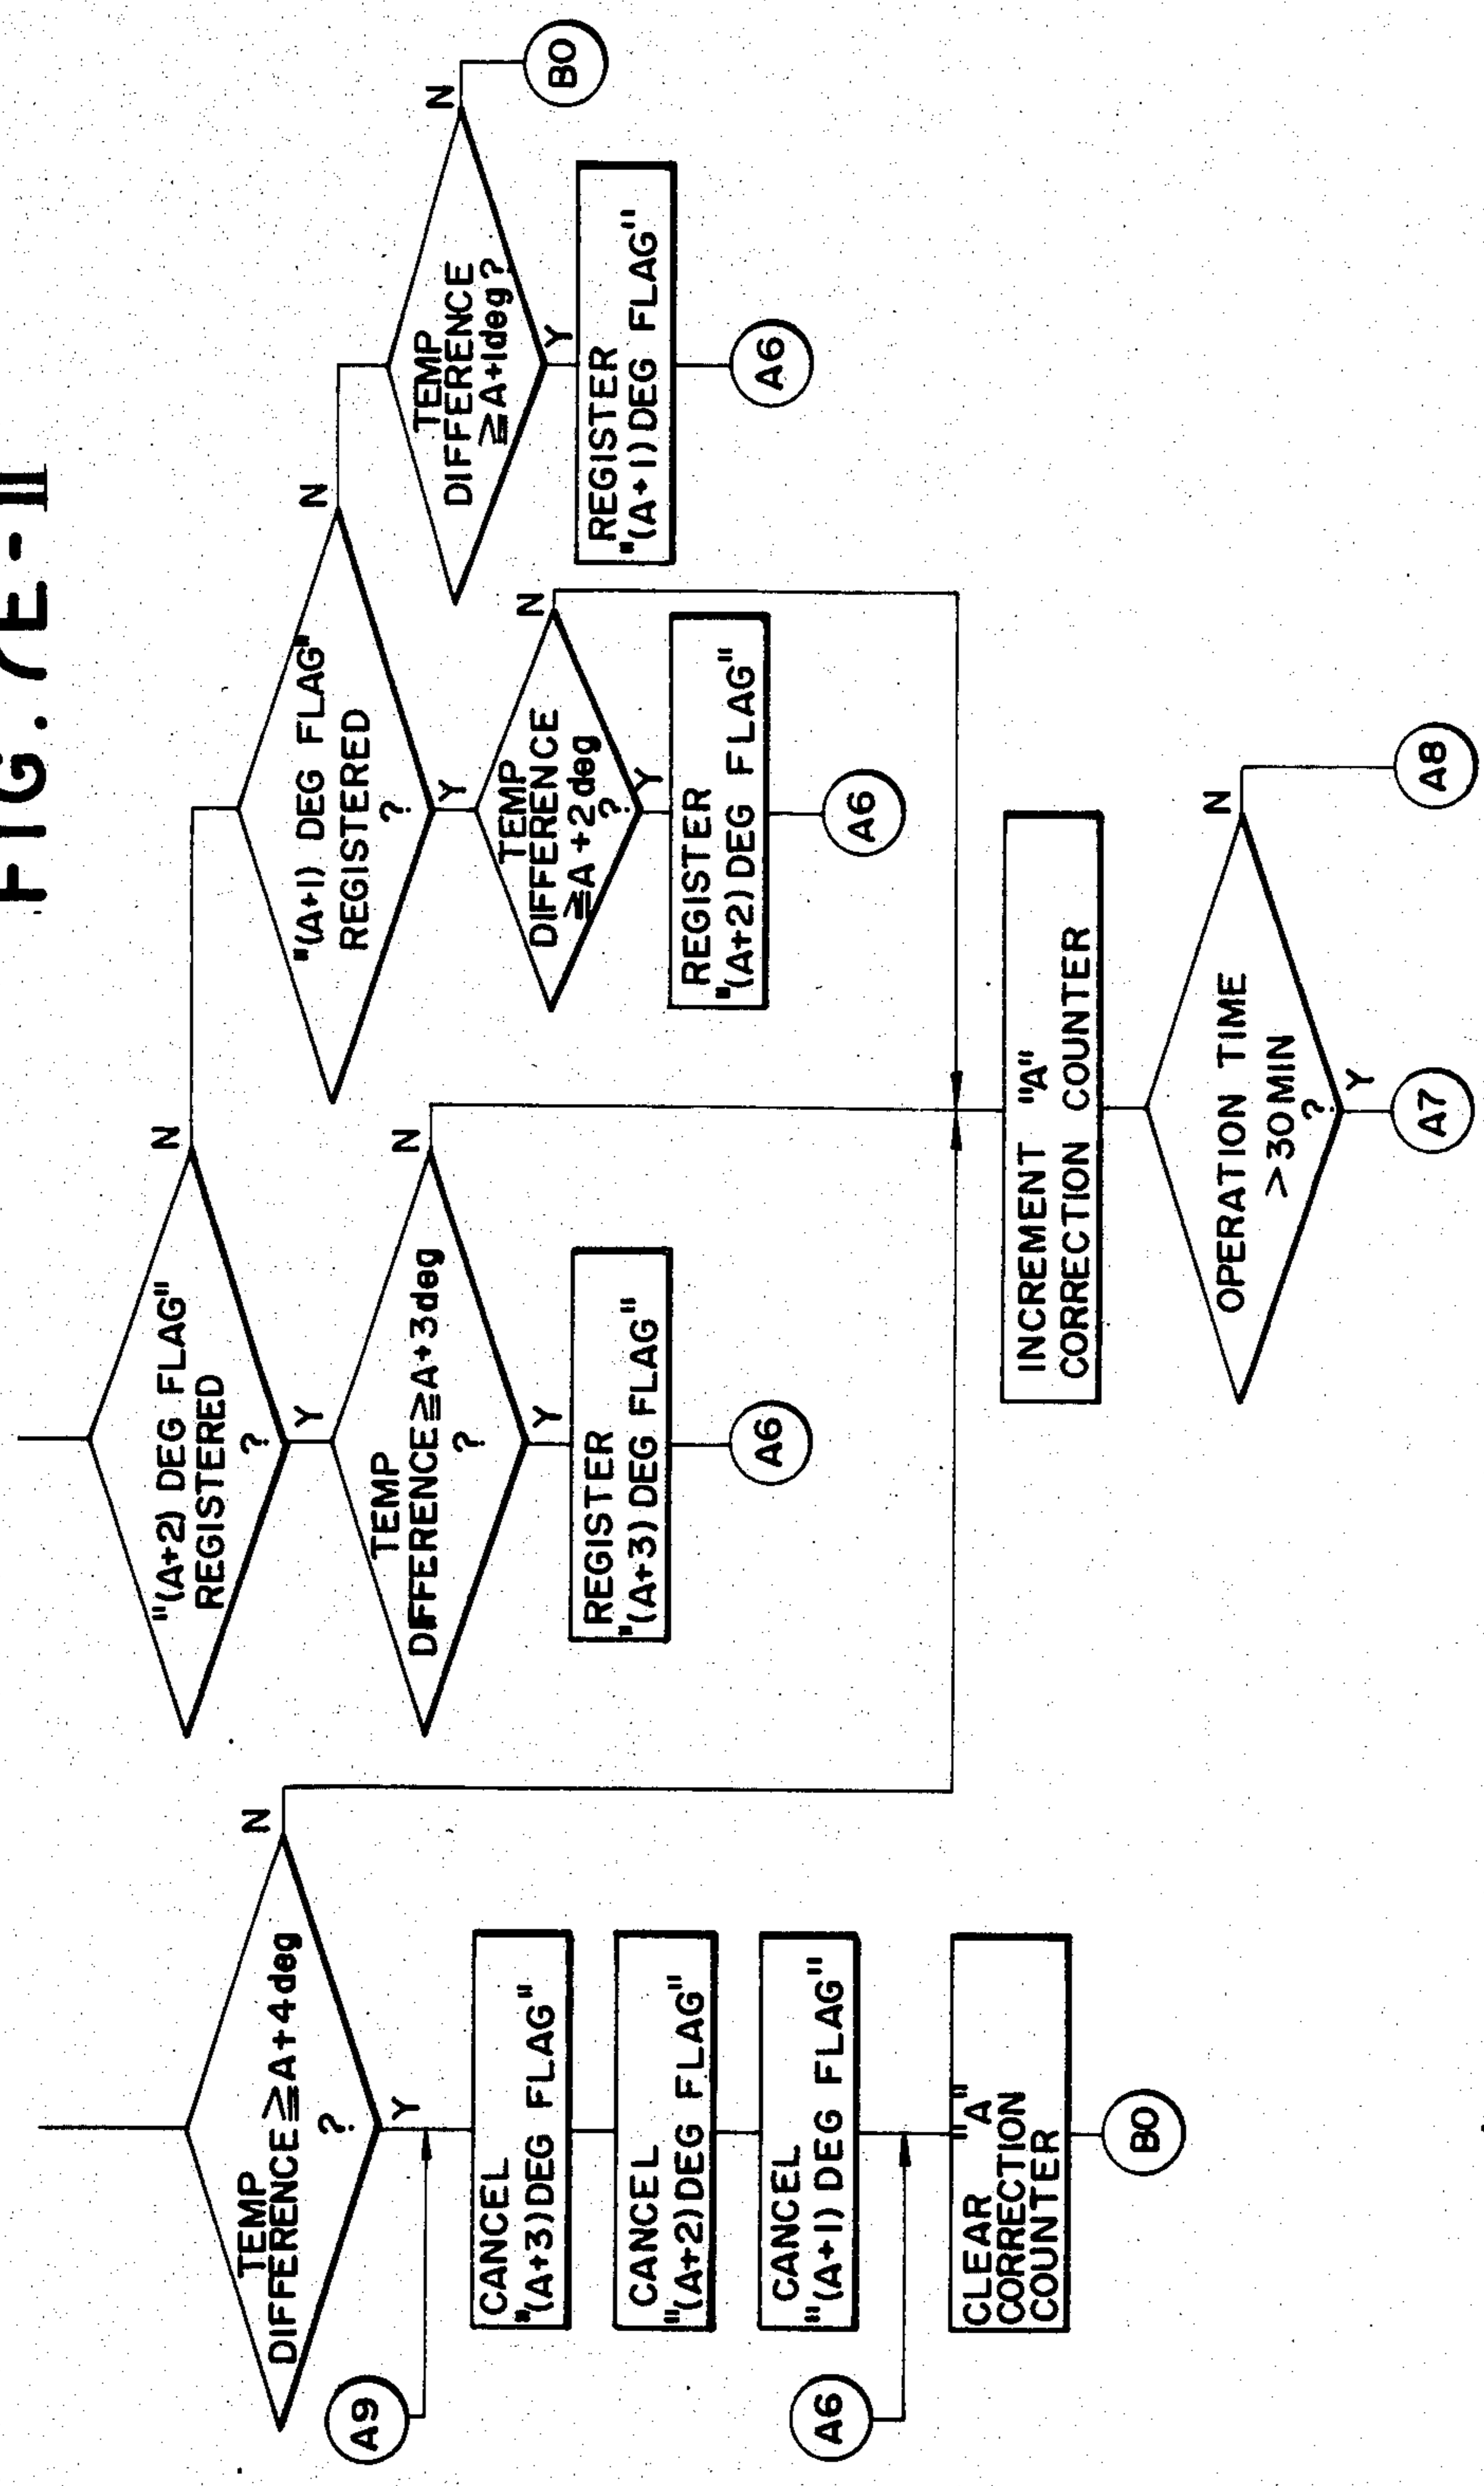 FIG. 7E-II
TEMP
DIFFERENCE≧A+4deg
?
N
Y
A9
CANCEL
"(A+3)DEG FLAG"
CANCEL
"(A+2)DEG FLAG"
CANCEL
"(A+1) DEG FLAG"
A6
CLEAR "A"
CORRECTION
COUNTER
B0
"(A+2) DEG FLAG"
REGISTERED
?
N
Y
TEMP
DIFFERENCE≧A+3deg
?
N
Y
REGISTER
"(A+3) DEG FLAG"
A6
"(A+1) DEG FLAG"
REGISTERED
?
N
Y
TEMP
DIFFERENCE
≧A+2deg
?
N
Y
REGISTER
"(A+2) DEG FLAG"
A6
TEMP
DIFFERENCE
≧A+1deg?
N
B0
Y
REGISTER
"(A+1) DEG FLAG"
A6
INCREMENT "A"
CORRECTION COUNTER
OPERATION TIME
>30MIN
?
N
A8
Y
A7